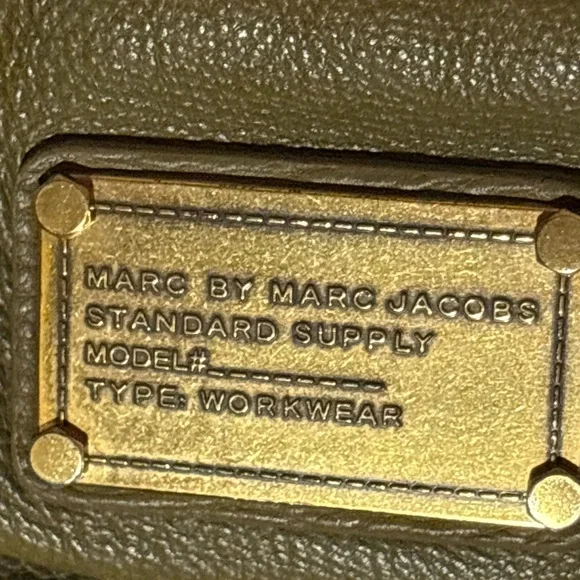 MARC BY MARC JACOBS
STANDARD SUPPLY
MODEL#_________
TYPE: WORKWEAR